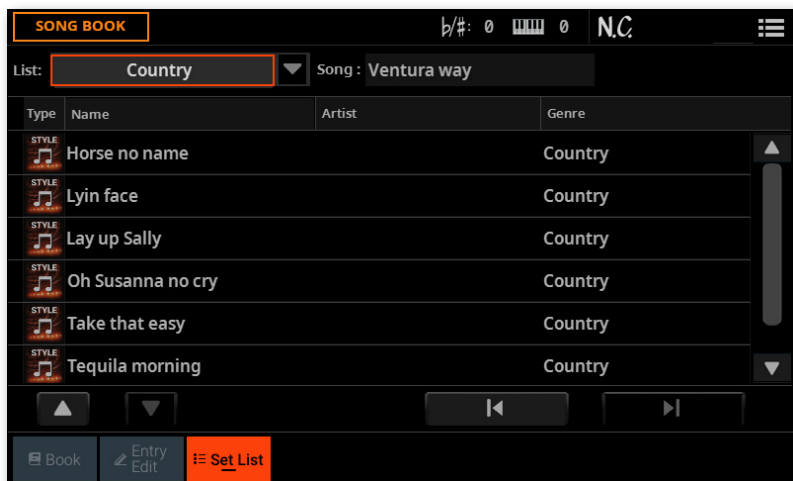 SONG BOOK ♭/#: 0 0 N.C.
List: Country Song : Ventura way
Type Name Artist Genre
STYLE Horse no name Country
STYLE Lyin face Country
STYLE Lay up Sally Country
STYLE Oh Susanna no cry Country
STYLE Take that easy Country
STYLE Tequila morning Country
Book Entry Edit Set List